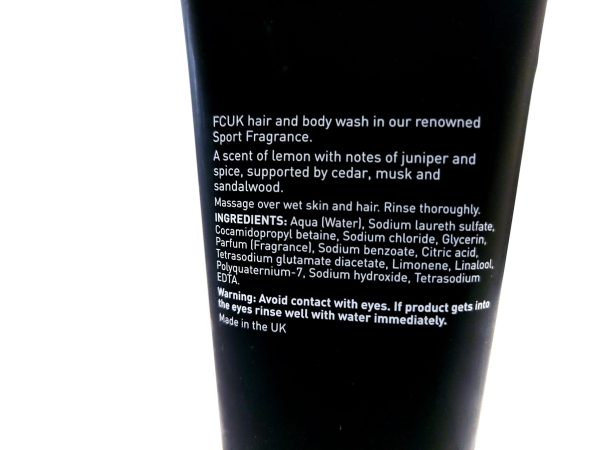 FCUK hair and body wash in our renowned
Sport Fragrance.
A scent of lemon with notes of juniper and
spice, supported by cedar, musk and
sandalwood.
Massage over wet skin and hair. Rinse thoroughly.
INGREDIENTS: Aqua (Water), Sodium laureth sulfate,
Cocamidopropyl betaine, Sodium chloride, Glycerin,
Parfum (Fragrance), Sodium benzoate, Citric acid,
Tetrasodium glutamate diacetate, Limonene, Linalool,
Polyquaternium-7, Sodium hydroxide, Tetrasodium
EDTA.
Warning: Avoid contact with eyes. If product gets into
the eyes rinse well with water immediately.
Made in the UK